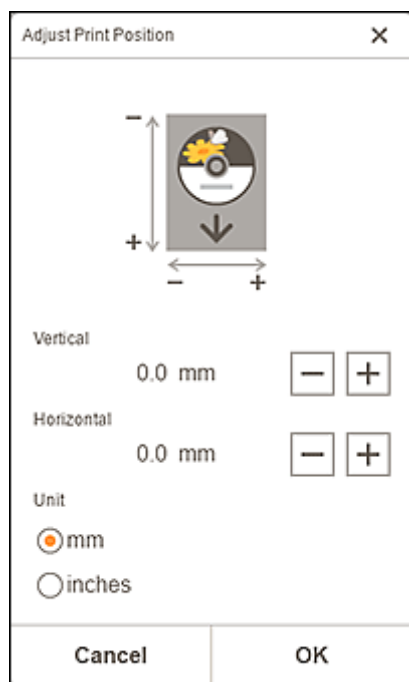 Adjust Print Position ×
−
+
− +
Vertical
0.0 mm − +
Horizontal
0.0 mm − +
Unit
mm
inches
Cancel OK